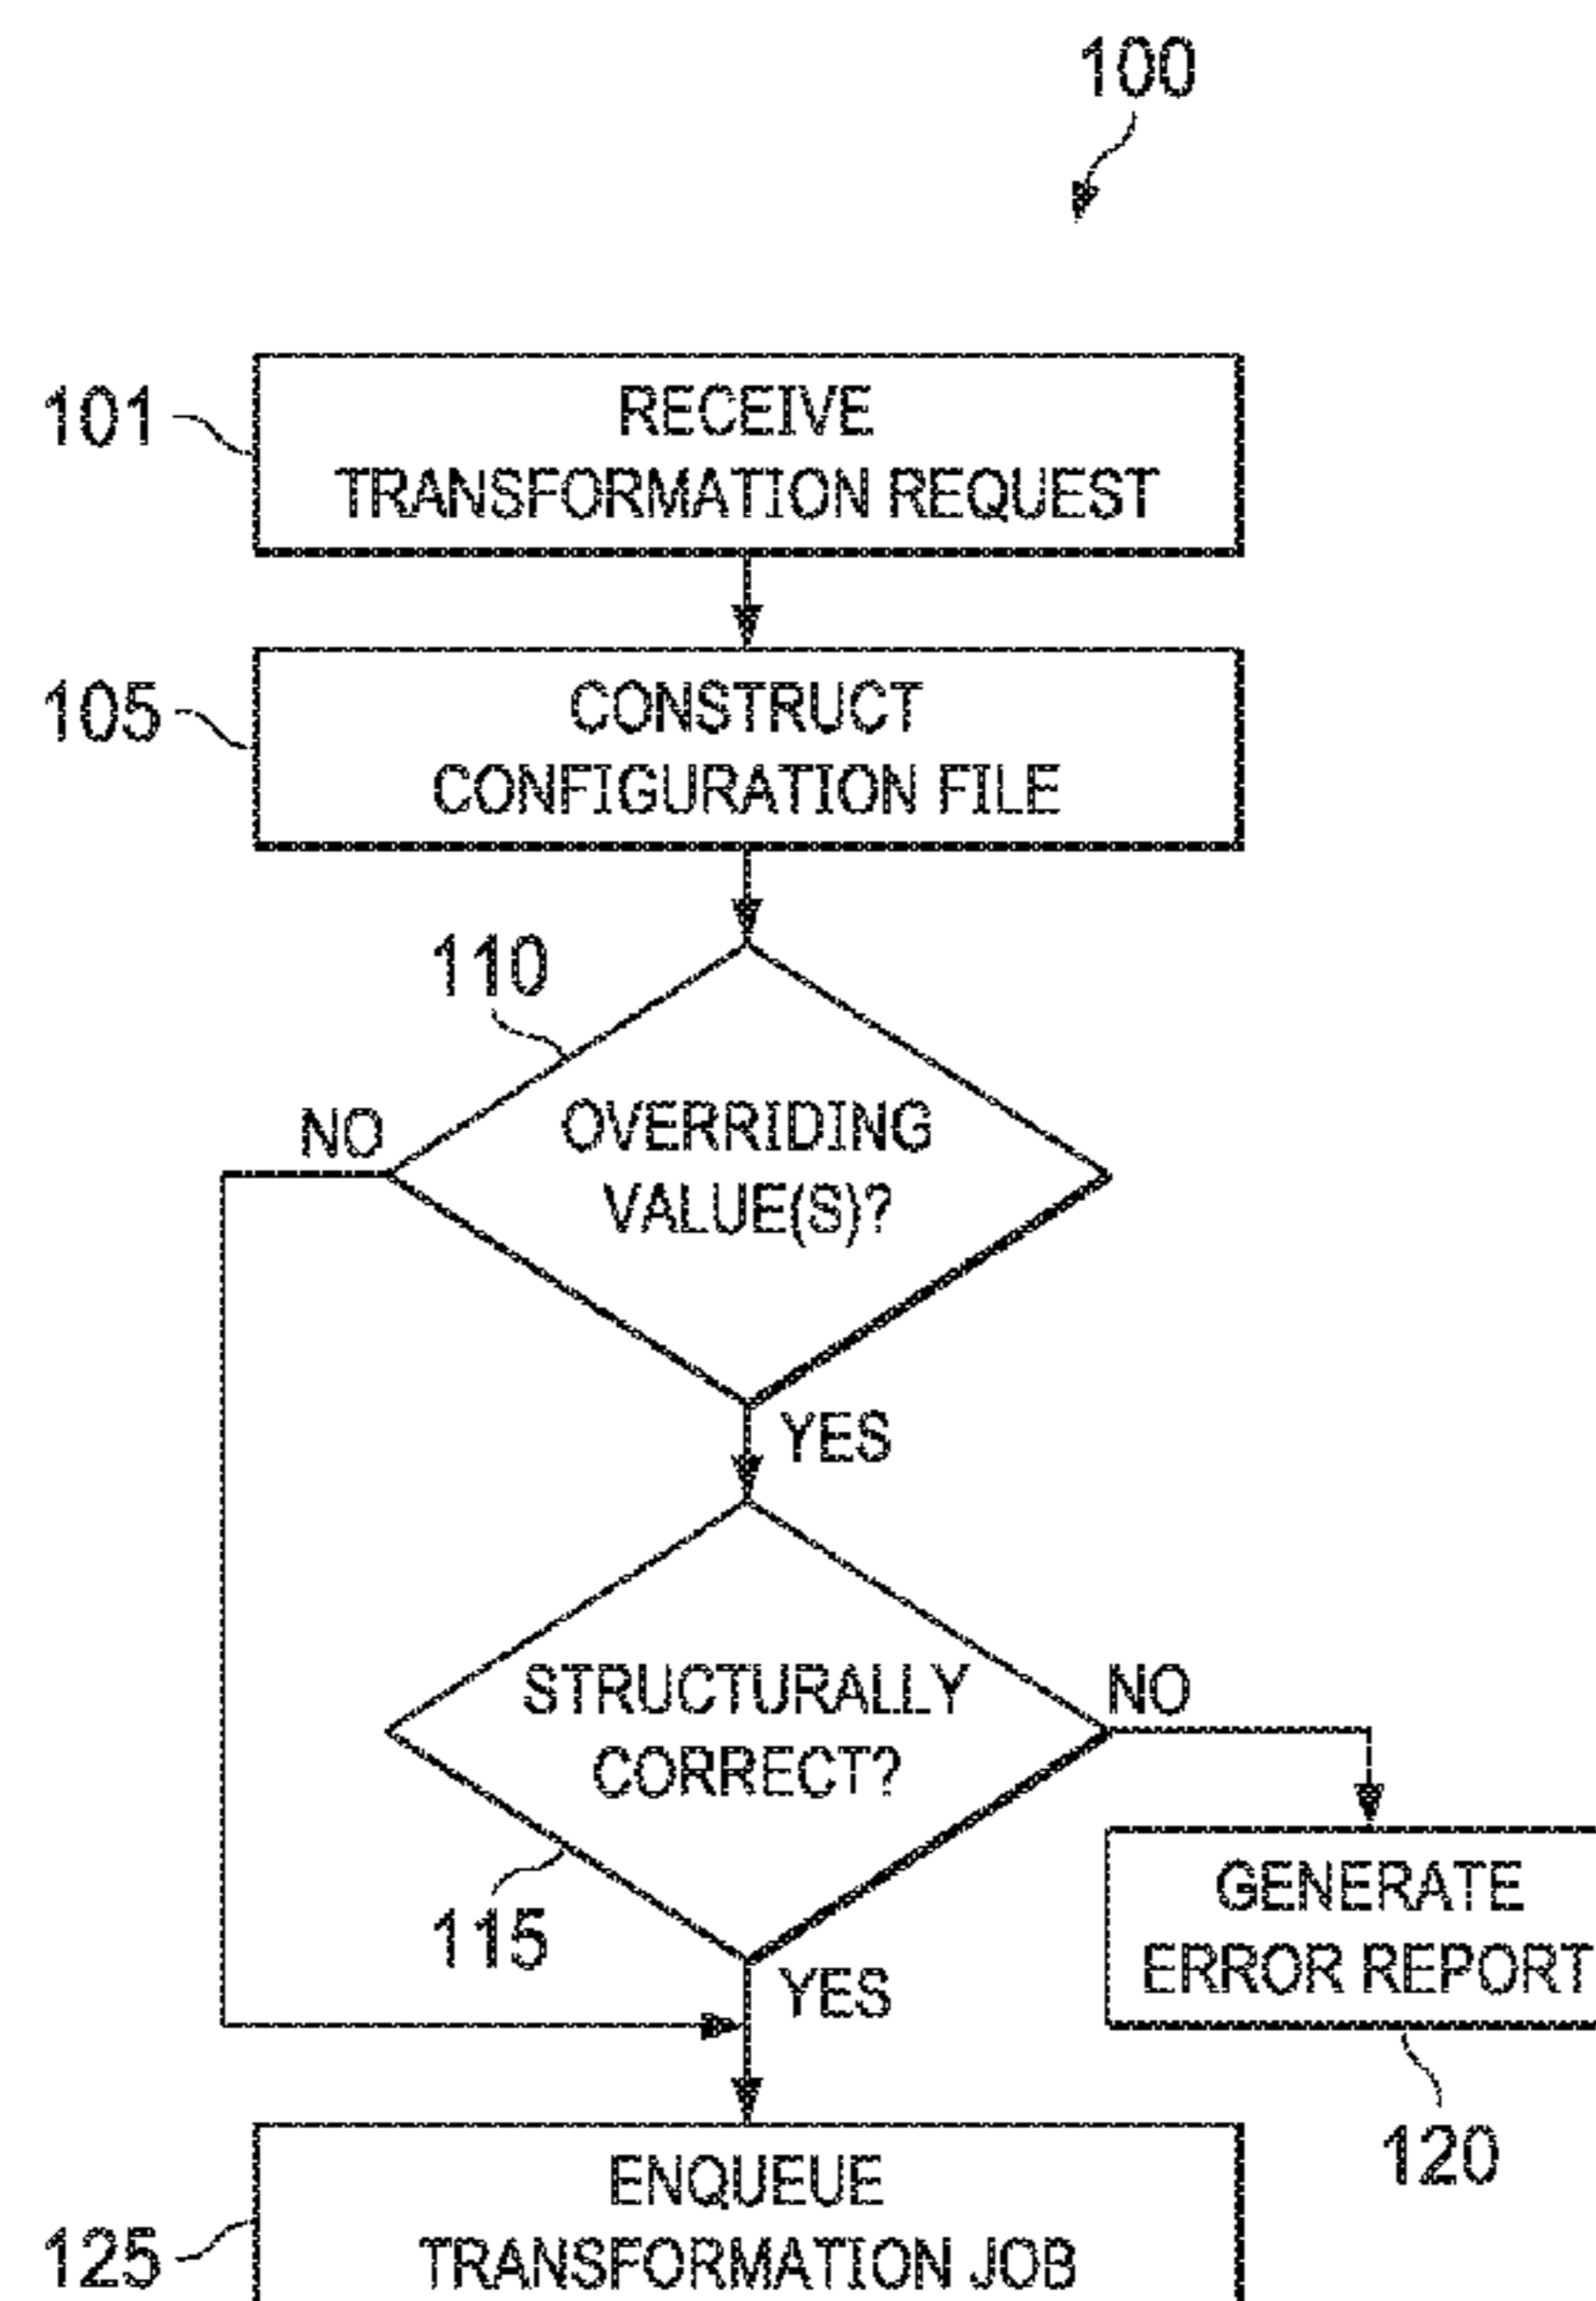 100
101
RECEIVE
TRANSFORMATION REQUEST
105
CONSTRUCT
CONFIGURATION FILE
110
NO
OVERRIDING
VALUE(S)?
YES
STRUCTURALLY
CORRECT?
NO
115
YES
GENERATE
ERROR REPORT
120
125
ENQUEUE
TRANSFORMATION JOB